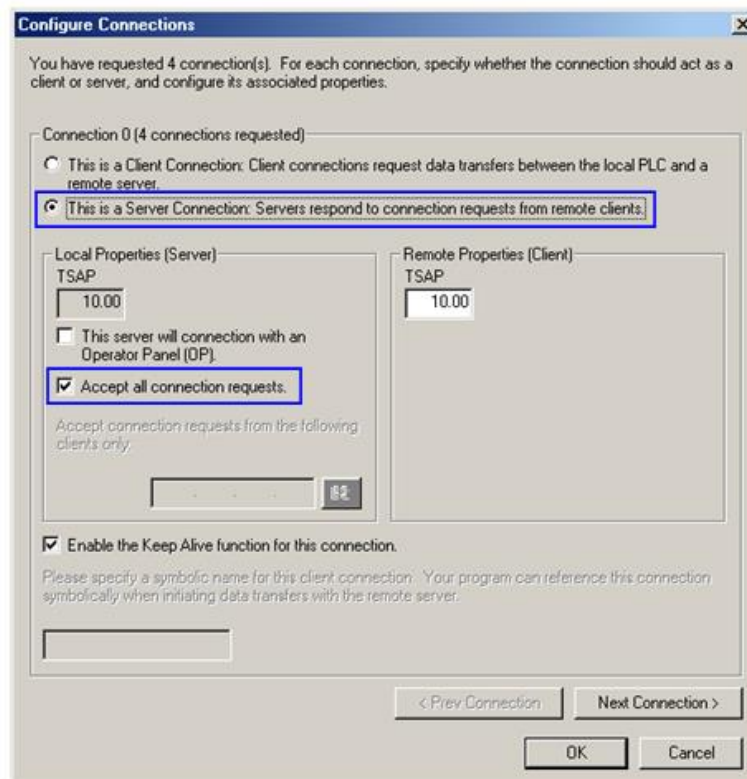 Configure Connections
You have requested 4 connection(s). For each connection, specify whether the connection should act as a
client or server, and configure its associated properties.
Connection 0 (4 connections requested)
This is a Client Connection: Client connections request data transfers between the local PLC and a
remote server.
This is a Server Connection: Servers respond to connection requests from remote clients.
Local Properties (Server)
TSAP
10.00
This server will connection with an
Operator Panel (OP).
Accept all connection requests.
Accept connection requests from the following
clients only.
Remote Properties (Client)
TSAP
10.00
Enable the Keep Alive function for this connection.
Please specify a symbolic name for this client connection. Your program can reference this connection
symbolically when initiating data transfers with the remote server.
< Prev Connection
Next Connection >
OK
Cancel